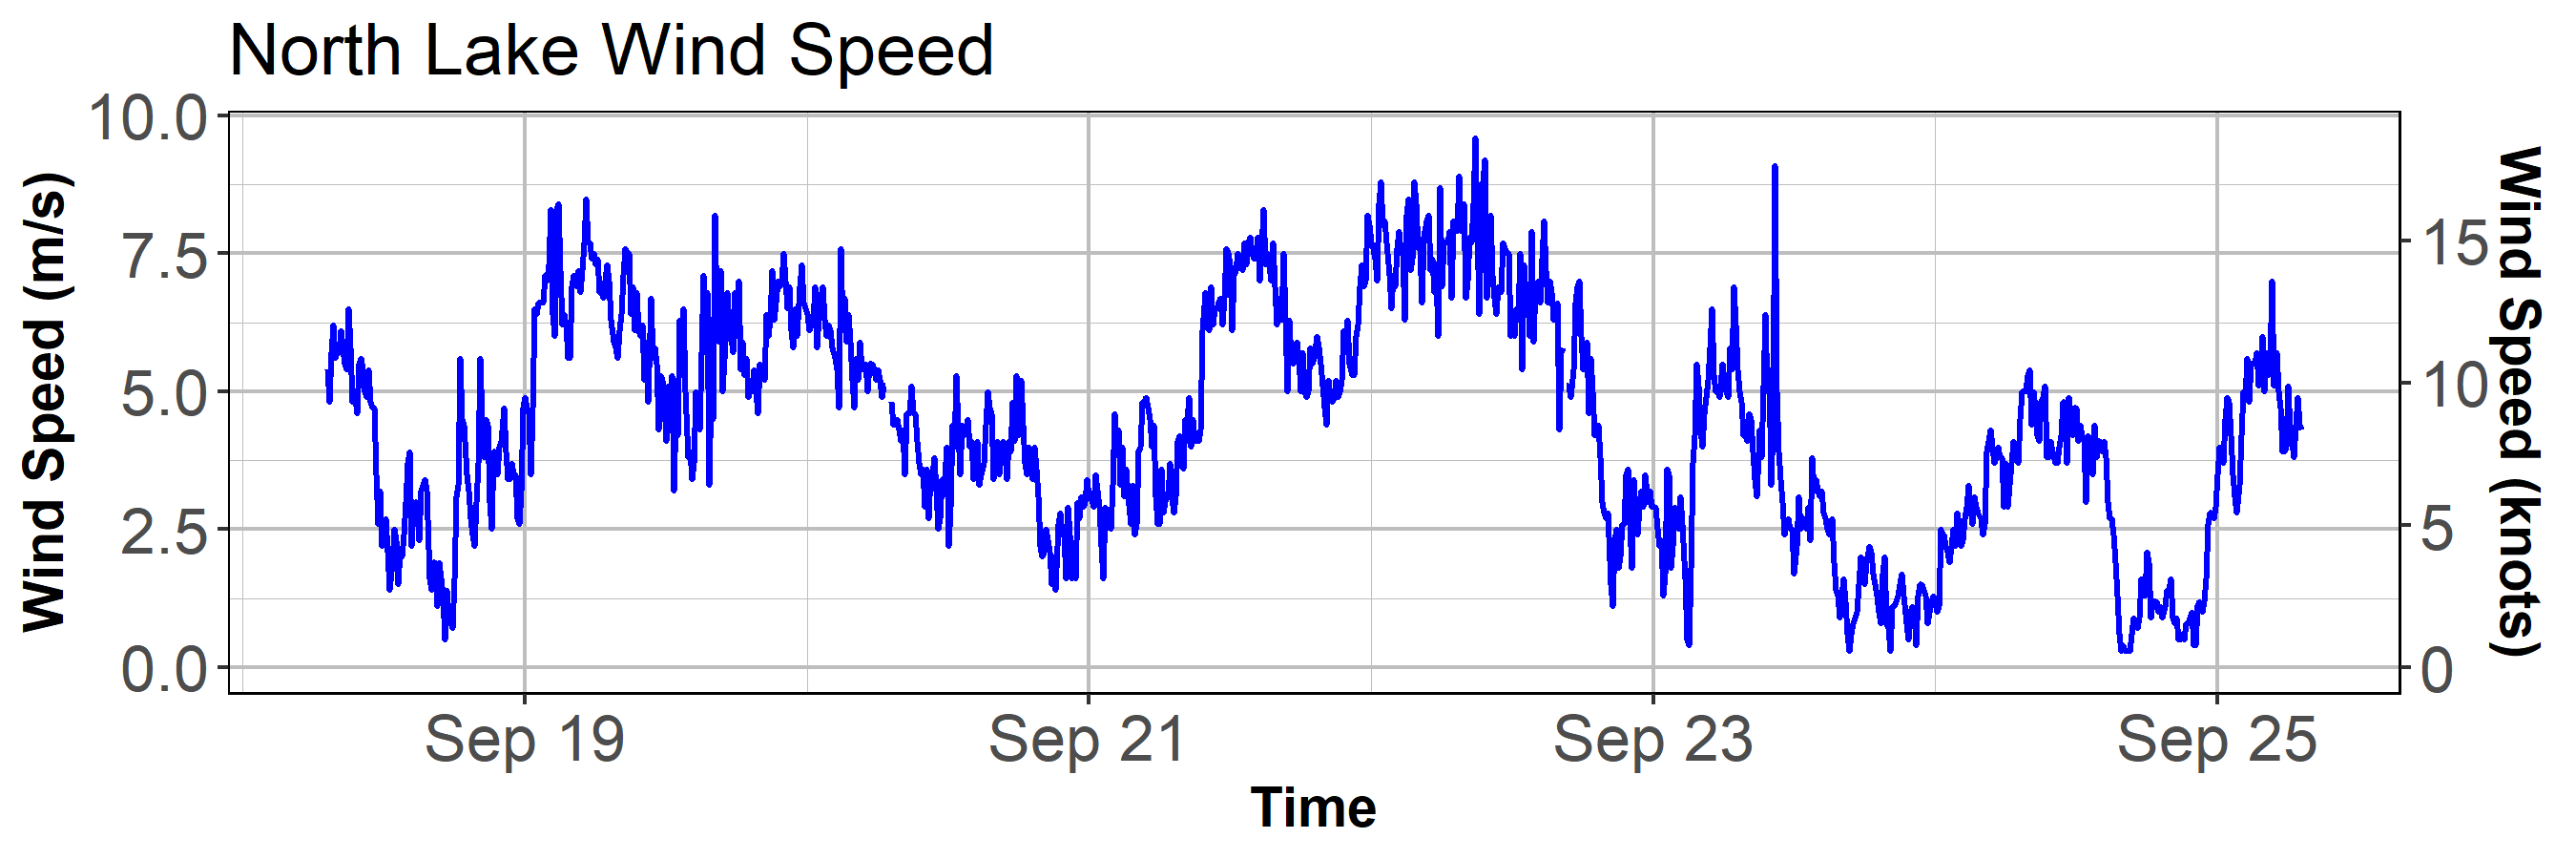 North Lake Wind Speed
Wind Speed (m/s)
10.0
7.5
5.0
2.5
0.0
Wind Speed (knots)
15
10
5
0
Sep 19
Sep 21
Sep 23
Sep 25
Time